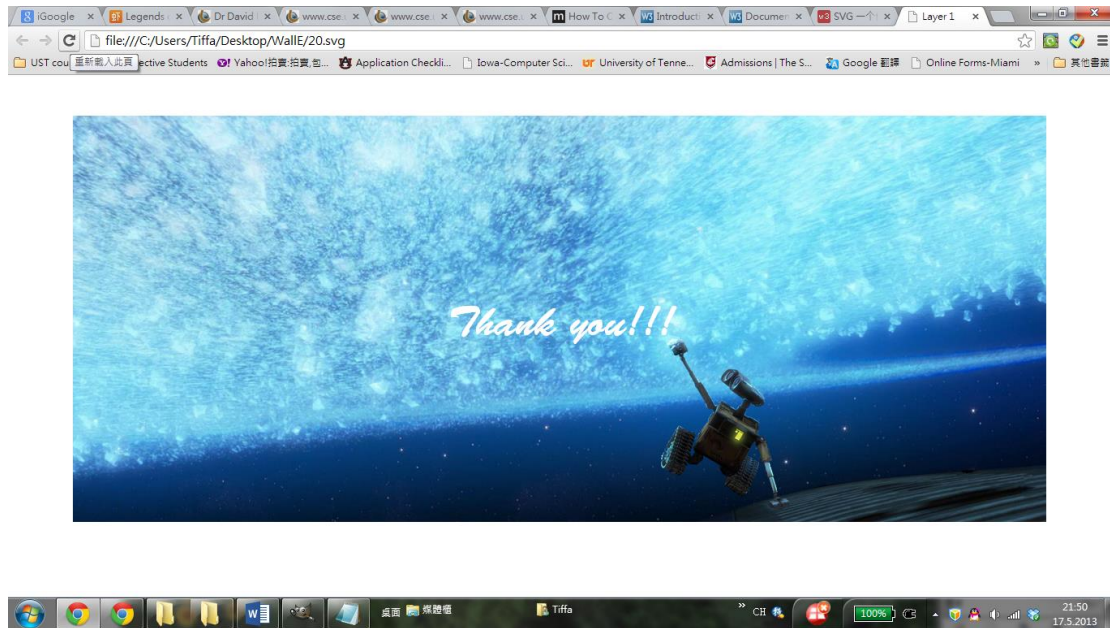 iGoogle Legends Dr David www.cse. www.cse. www.cse. How To C Introducti Documen SVG 一个 Layer 1
file:///C:/Users/Tiffa/Desktop/WallE/20.svg
UST cou 重新載入此頁 ective Students Yahoo!拍賣:拍賣,包... Application Checkli... Iowa-Computer Sci... University of Tenne... Admissions | The S... Google 翻譯 Online Forms-Miami » 其他書籤
Thank you!!!
桌面 媒體櫃 Tiffa » CH 100% 21:50
17.5.2013